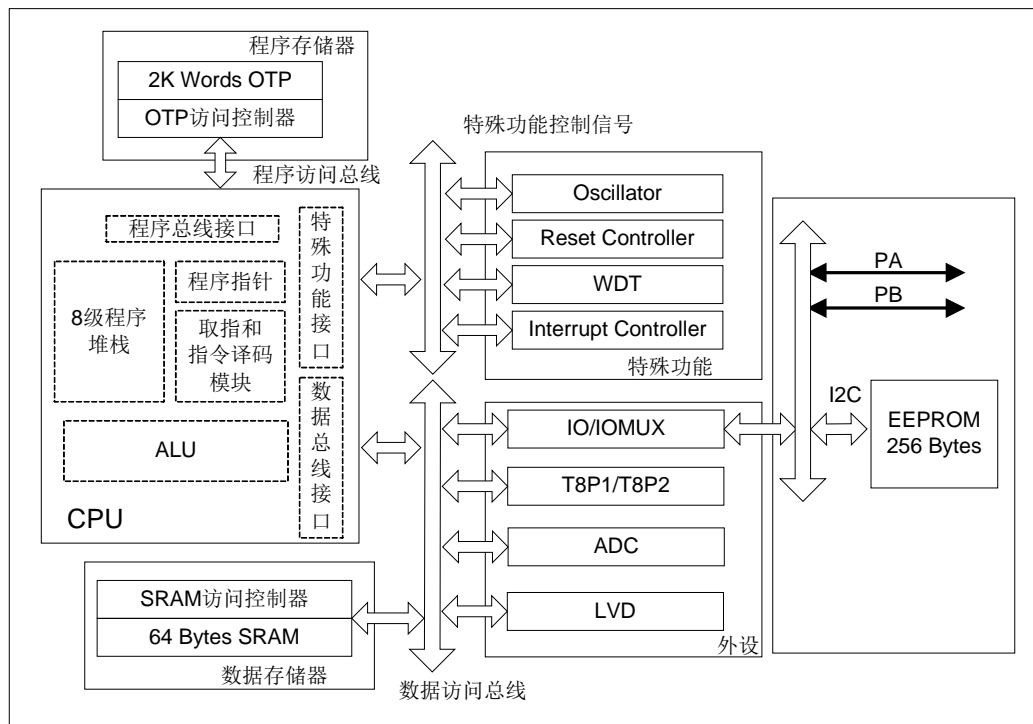 程序存储器
2K Words OTP
OTP访问控制器
程序访问总线
程序总线接口
特殊功能接口
8级程序
堆栈
程序指针
取指和
指令译码
模块
数据总线接口
ALU
CPU
SRAM访问控制器
64 Bytes SRAM
数据存储器
特殊功能控制信号
Oscillator
Reset Controller
WDT
Interrupt Controller
特殊功能
IO/IOMUX
T8P1/T8P2
ADC
LVD
外设
数据访问总线
PA
PB
I2C
EEPROM
256 Bytes